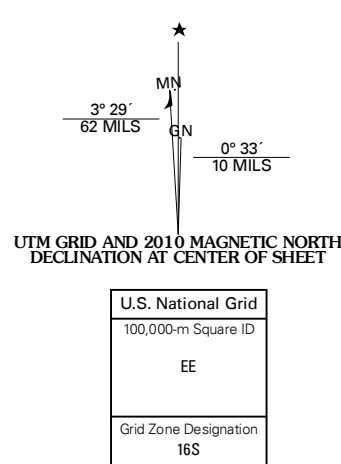 ★
MN
3° 29´
62 MILS
GN
0° 33´
10 MILS
UTM GRID AND 2010 MAGNETIC NORTH
DECLINATION AT CENTER OF SHEET
U.S. National Grid
100,000-m Square ID
EE
Grid Zone Designation
16S